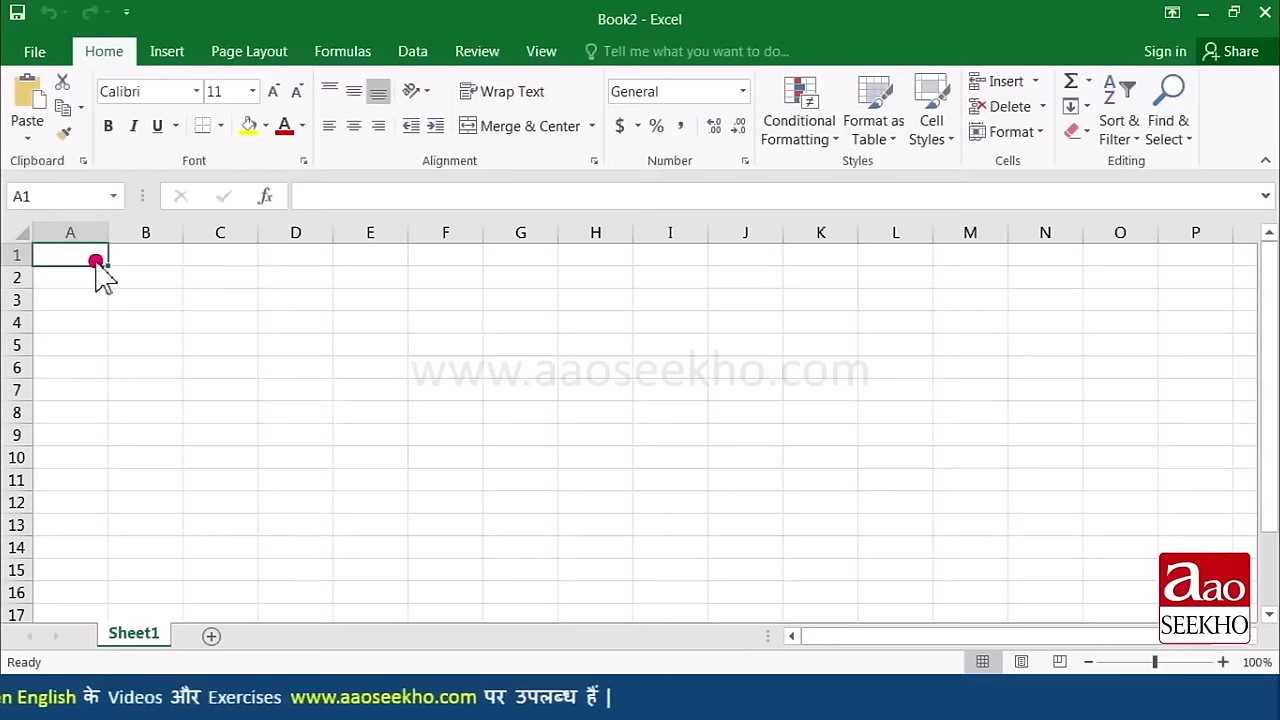 Book2 - Excel
File Home Insert Page Layout Formulas Data Review View Tell me what you want to do... Sign in Share
Calibri 11 Wrap Text General Insert Σ
Paste B I U Merge & Center $ % , Conditional Formatting Format as Table Cell Styles Delete Sort & Filter Find & Select
Format
Clipboard Font Alignment Number Styles Cells Editing
A1 fx
A B C D E F G H I J K L M N O P
1
2
3
4
5
6
www.aaoseekho.com
7
8
9
10
11
12
13
14
15
16
17
aao
SEEKHO
Sheet1
Ready 100%
en English के Videos और Exercises www.aaoseekho.com पर उपलब्ध हैं |